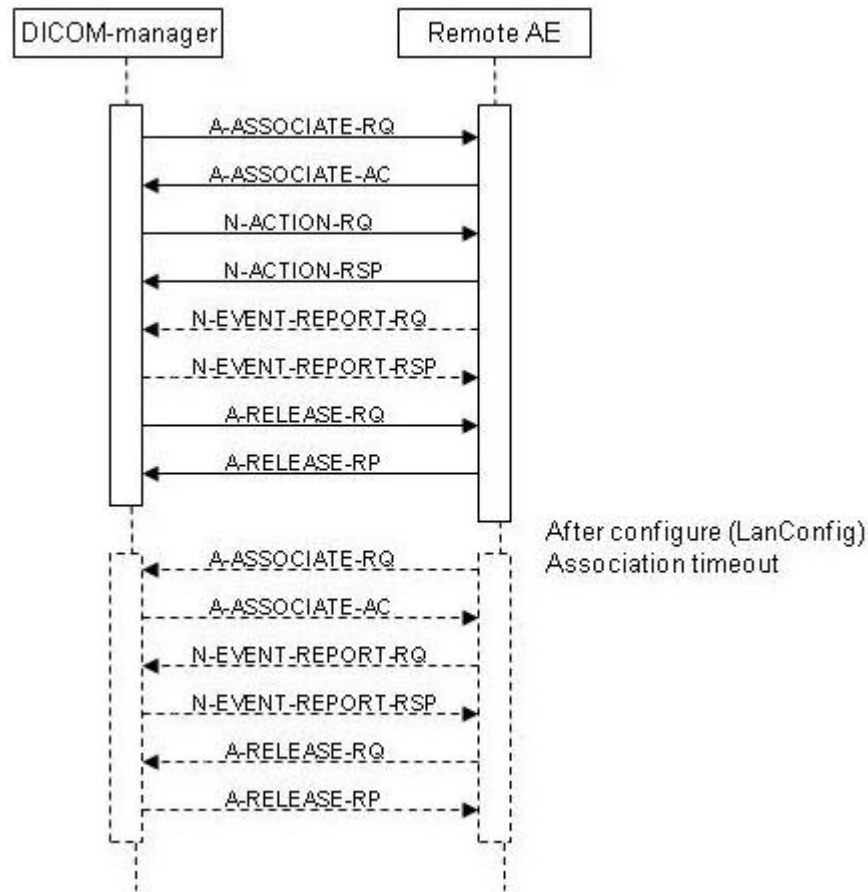 DICOM-manager
Remote AE
A-ASSOCIATE-RQ
A-ASSOCIATE-AC
N-ACTION-RQ
N-ACTION-RSP
N-EVENT-REPORT-RQ
N-EVENT-REPORT-RSP
A-RELEASE-RQ
A-RELEASE-RP
After configure (LanConfig)
Association timeout
A-ASSOCIATE-RQ
A-ASSOCIATE-AC
N-EVENT-REPORT-RQ
N-EVENT-REPORT-RSP
A-RELEASE-RQ
A-RELEASE-RP